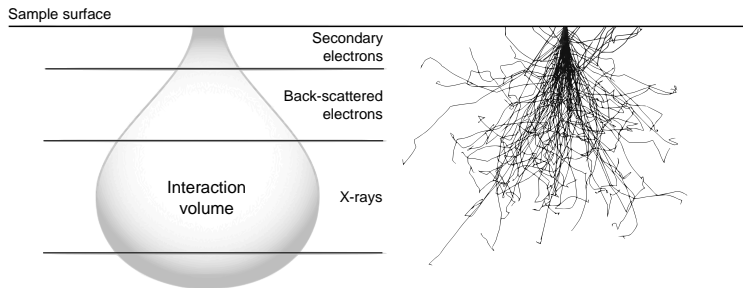 Sample surface
Secondary
electrons
Back-scattered
electrons
Interaction
volume
X-rays